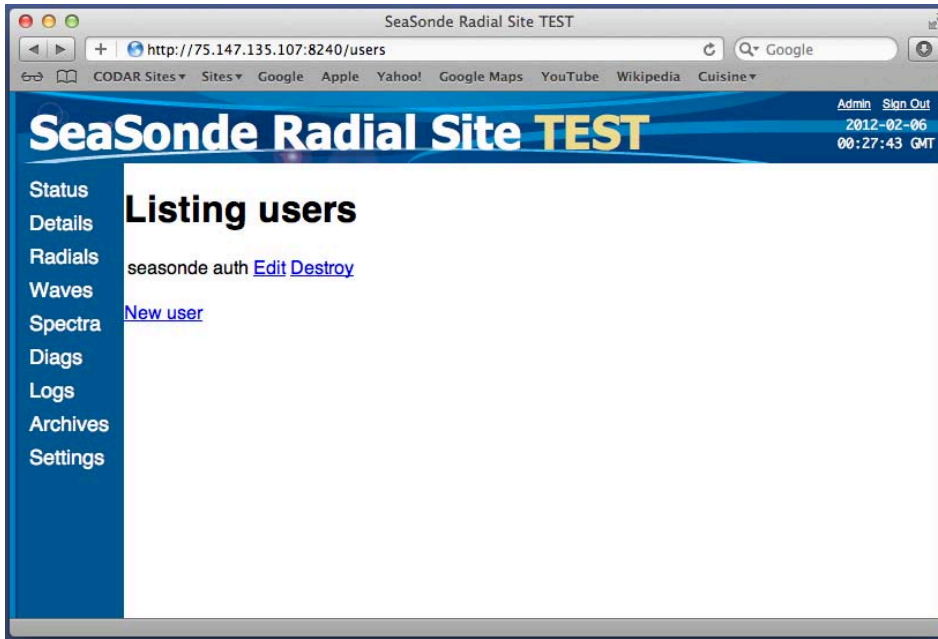 SeaSonde Radial Site TEST
http://75.147.135.107:8240/users
Google
CODAR Sites Sites Google Apple Yahoo! Google Maps YouTube Wikipedia Cuisine
Admin Sign Out
2012-02-06
00:27:43 GMT
SeaSonde Radial Site TEST
Status
Details
Radials
Waves
Spectra
Diags
Logs
Archives
Settings
Listing users
seasonde auth Edit Destroy
New user